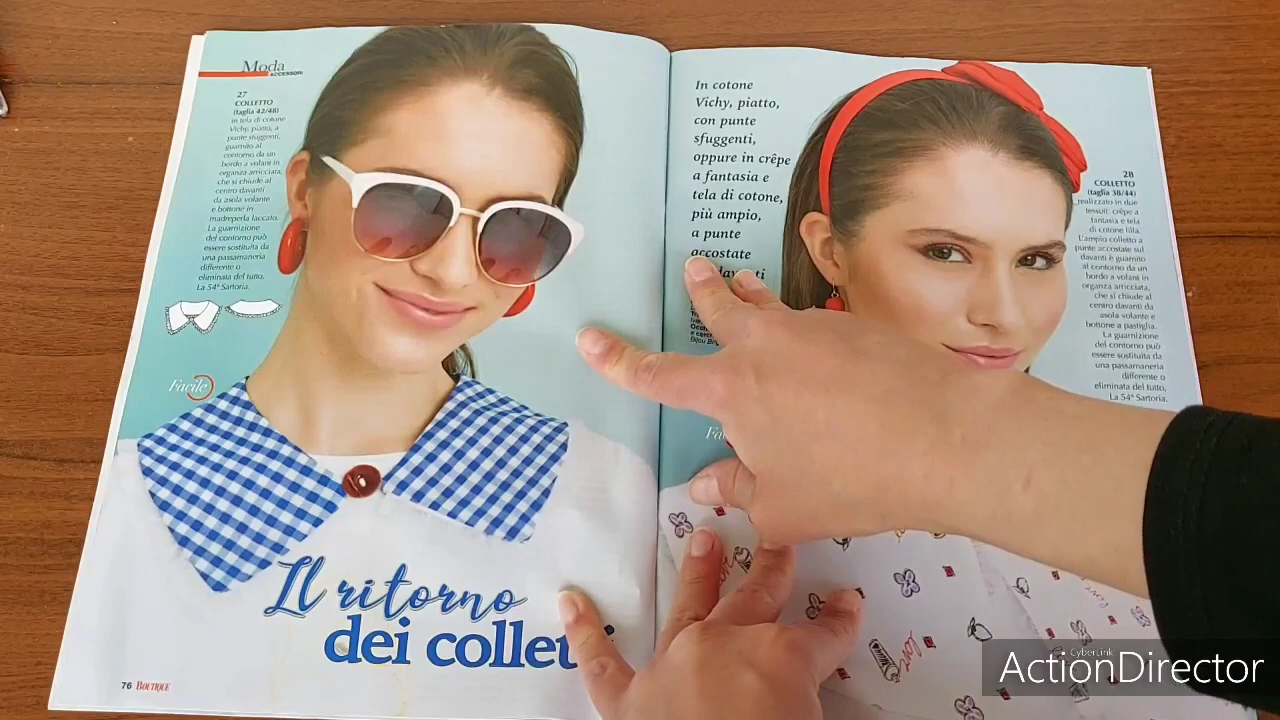 Moda
ACCESSORI
27
COLLETTO
(taglia 42/48)
in tela di cotone
Vichy, piatto, a
punte sfuggenti,
guarnito al
contorno da un
bordo a volant in
organza arricciata,
che si chiude al
centro davanti
da asola volante
e bottone in
madreperla laccato.
La guarnizione
del contorno può
essere sostituita da
una passamaneria
differente o
eliminata del tutto,
La 54ª Sartoria.
Facile
Il ritorno
dei collet
76 BOUTIQUE
In cotone
Vichy, piatto,
con punte
sfuggenti,
oppure in crêpe
a fantasia e
tela di cotone,
più ampio,
a punte
accostate
28
COLLETTO
(taglia 38/44)
realizzato in due
tessuti: crêpe a
fantasia e tela
di cotone lilla.
L'ampio colletto a
punte accostate sul
davanti è guarnito
al contorno da un
bordo a volant in
organza arricciata,
che si chiude al
centro davanti da
asola volante e
bottone a pastiglia.
La guarnizione
del contorno può
essere sostituita da
una passamaneria
differente o
eliminata del tutto,
La 54ª Sartoria.
love
love
CyberLink
ActionDirector